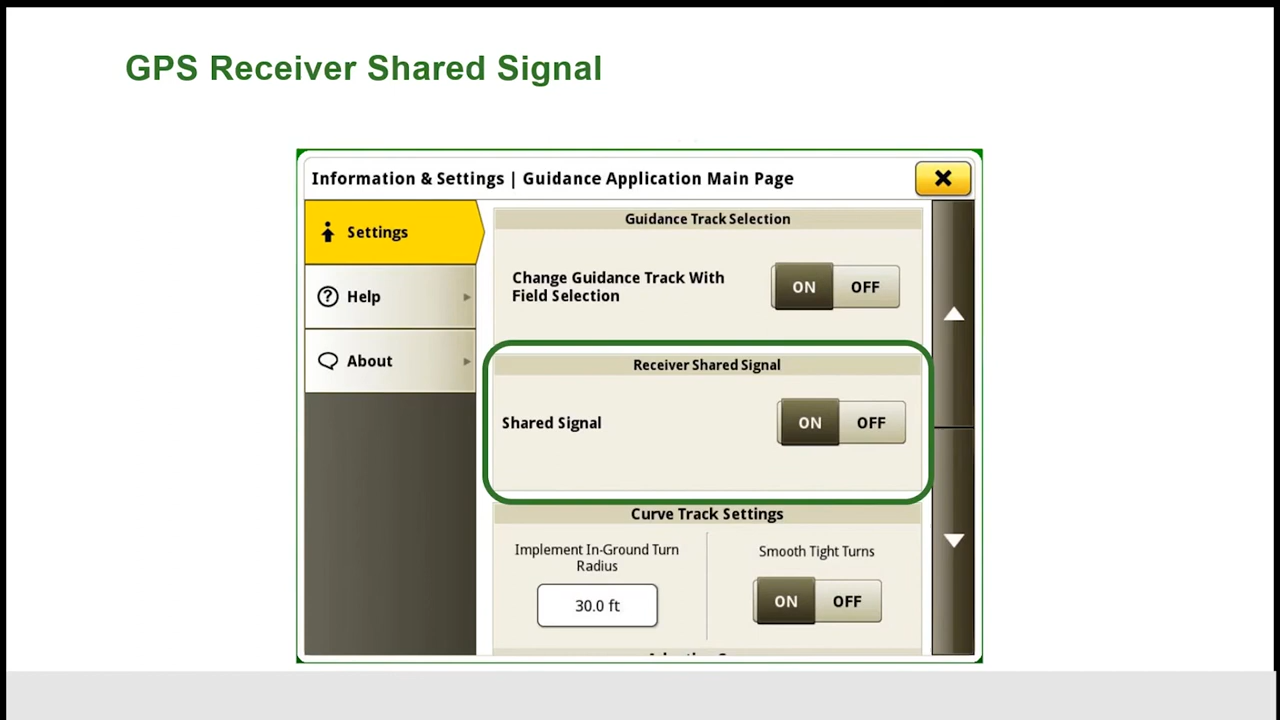 GPS Receiver Shared Signal
Information & Settings | Guidance Application Main Page
Settings
Help
About
Guidance Track Selection
Change Guidance Track With
Field Selection
ON OFF
Receiver Shared Signal
Shared Signal
ON OFF
Curve Track Settings
Implement In-Ground Turn
Radius
30.0 ft
Smooth Tight Turns
ON OFF